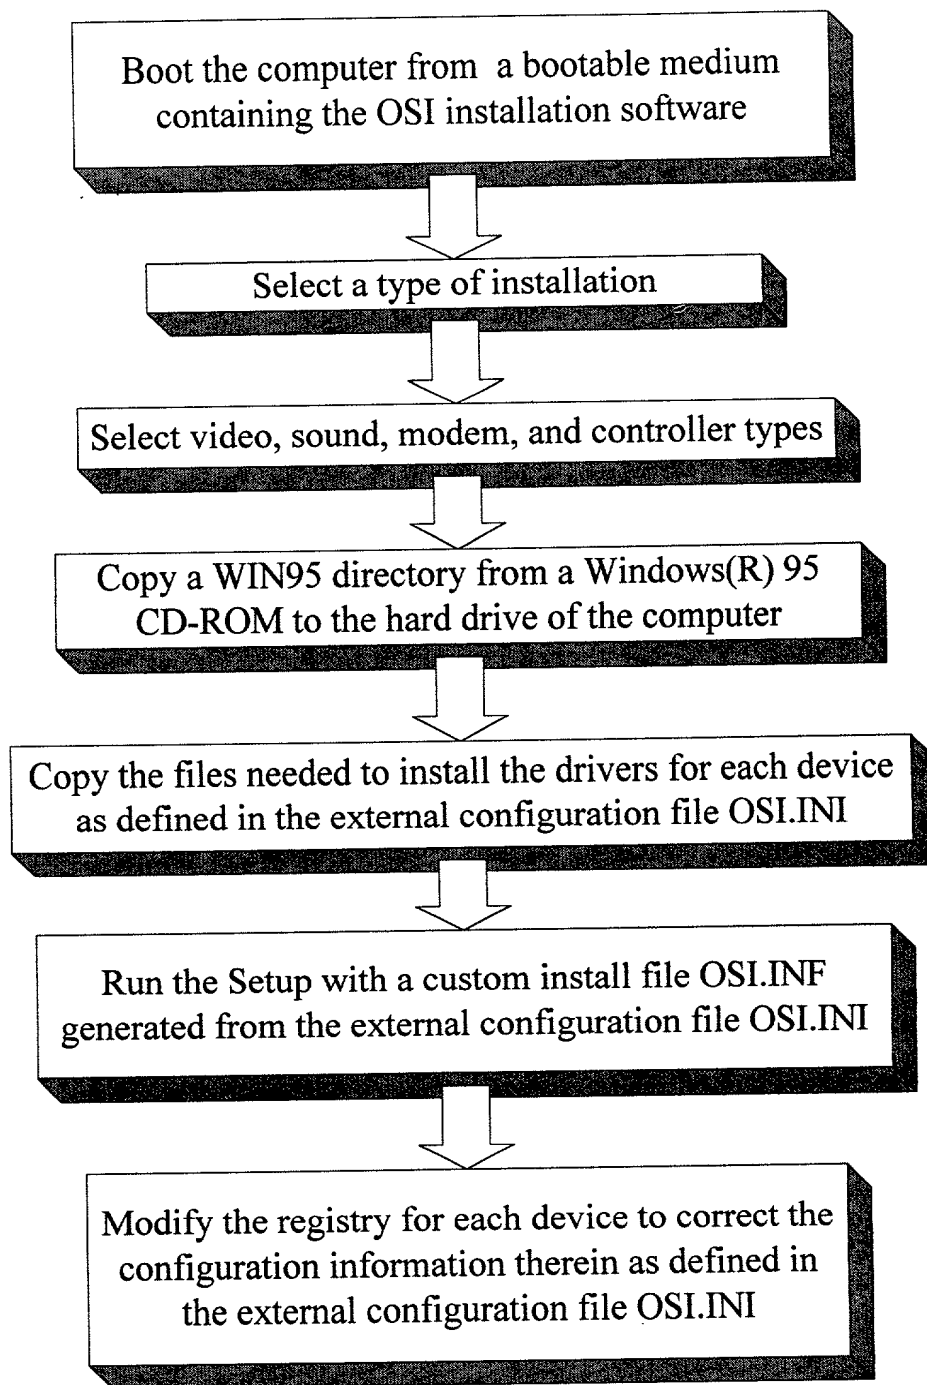 Boot the computer from a bootable medium
containing the OSI installation software
Select a type of installation
Select video, sound, modem, and controller types
Copy a WIN95 directory from a Windows(R) 95
CD-ROM to the hard drive of the computer
Copy the files needed to install the drivers for each device
as defined in the external configuration file OSI.INI
Run the Setup with a custom install file OSI.INF
generated from the external configuration file OSI.INI
Modify the registry for each device to correct the
configuration information therein as defined in
the external configuration file OSI.INI